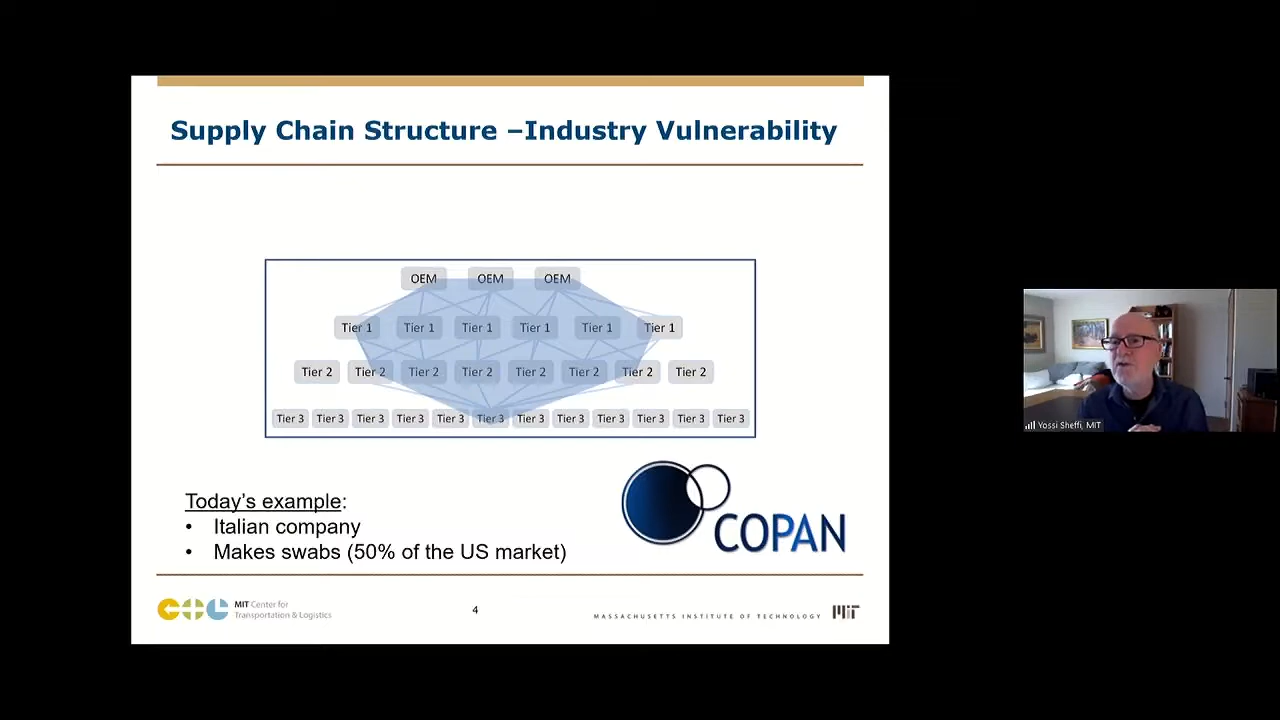 Supply Chain Structure –Industry Vulnerability
OEM OEM OEM
Tier 1 Tier 1 Tier 1 Tier 1 Tier 1 Tier 1
Tier 2 Tier 2 Tier 2 Tier 2 Tier 2 Tier 2 Tier 2 Tier 2
Tier 3 Tier 3 Tier 3 Tier 3 Tier 3 Tier 3 Tier 3 Tier 3 Tier 3 Tier 3 Tier 3 Tier 3
Today's example:
• Italian company
• Makes swabs (50% of the US market)
COPAN
MIT Center for
Transportation & Logistics
4
MASSACHUSETTS INSTITUTE OF TECHNOLOGY MIT
Yossi Sheffi, MIT